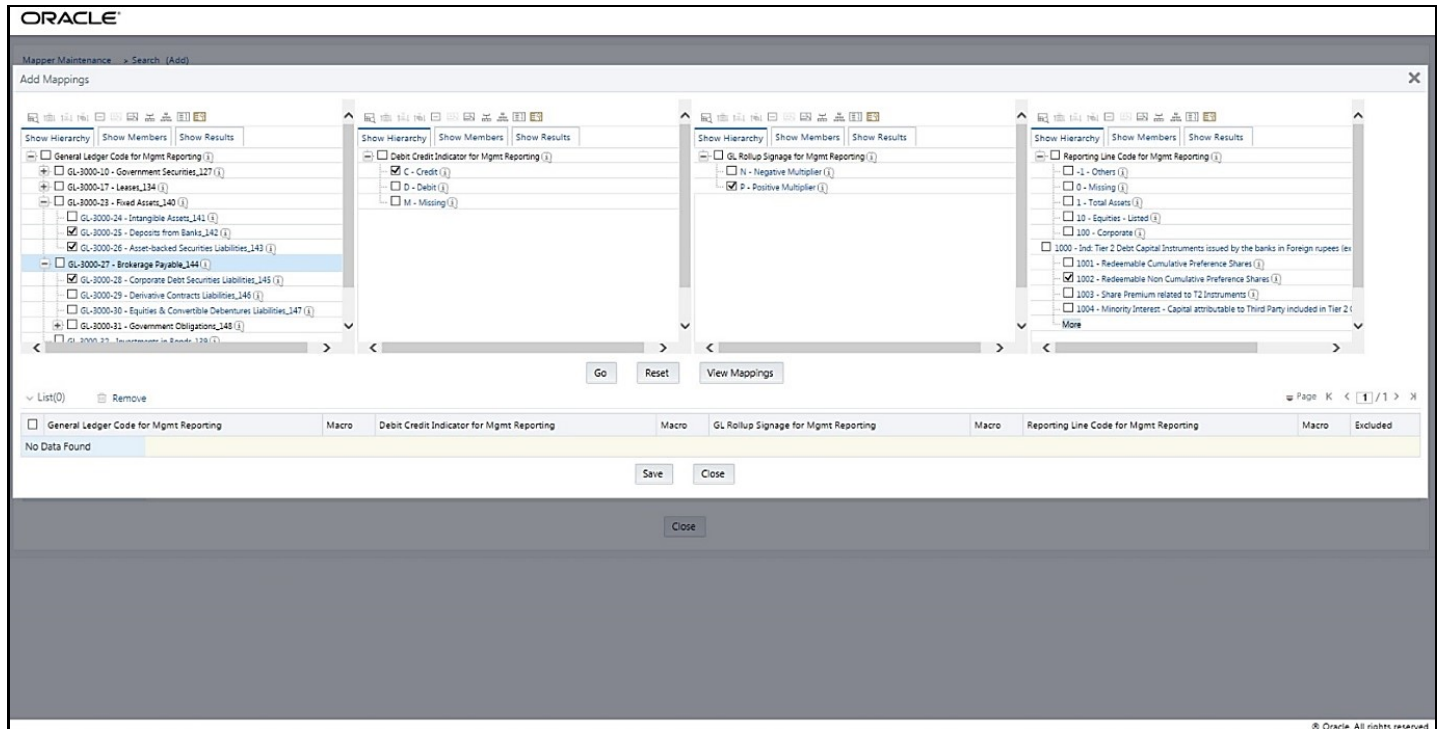 ORACLE
Mapper Maintenance > Search (Add)
Add Mappings
Show Hierarchy Show Members Show Results
General Ledger Code for Mgmt Reporting
GL-3000-10 - Government Securities_127
GL-3000-17 - Leases_134
GL-3000-23 - Fixed Assets_140
GL-3000-24 - Intangible Assets_141
GL-3000-25 - Deposits from Banks_142
GL-3000-26 - Asset-backed Securities Liabilities_143
GL-3000-27 - Brokerage Payable_144
GL-3000-28 - Corporate Debt Securities Liabilities_145
GL-3000-29 - Derivative Contracts Liabilities_146
GL-3000-30 - Equities & Convertible Debentures Liabilities_147
GL-3000-31 - Government Obligations_148
GL-3000-32 - Investments in Bonds_139
Show Hierarchy Show Members Show Results
Debit Credit Indicator for Mgmt Reporting
C - Credit
D - Debit
M - Missing
Show Hierarchy Show Members Show Results
GL Rollup Signage for Mgmt Reporting
N - Negative Multiplier
P - Positive Multiplier
Show Hierarchy Show Members Show Results
Reporting Line Code for Mgmt Reporting
-1 - Others
0 - Missing
1 - Total Assets
10 - Equities - Listed
100 - Corporate
1000 - Ind: Tier 2 Debt Capital Instruments issued by the banks in Foreign rupees (ex
1001 - Redeemable Cumulative Preference Shares
1002 - Redeemable Non Cumulative Preference Shares
1003 - Share Premium related to T2 Instruments
1004 - Minority Interest - Capital attributable to Third Party included in Tier 2
More
Go Reset View Mappings
List(0) Remove Page 1 / 1
General Ledger Code for Mgmt Reporting Macro Debit Credit Indicator for Mgmt Reporting Macro GL Rollup Signage for Mgmt Reporting Macro Reporting Line Code for Mgmt Reporting Macro Excluded
No Data Found
Save Close
Close
® Oracle, All rights reserved